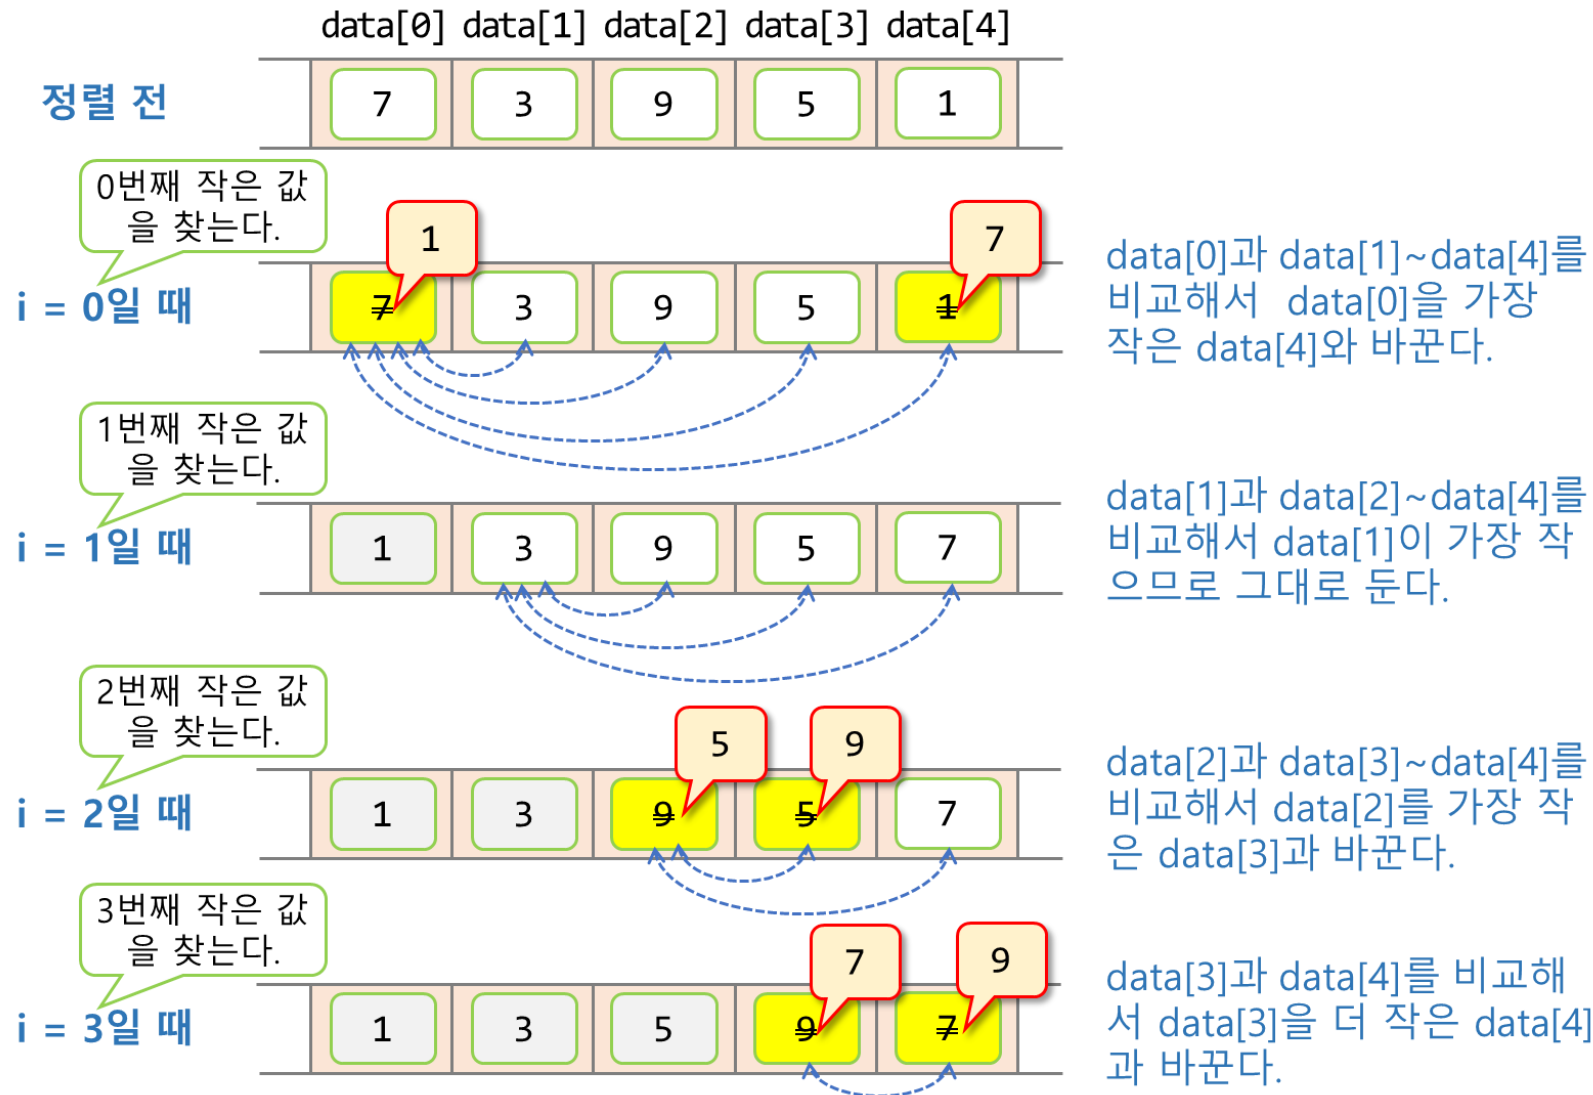 data[0] data[1] data[2] data[3] data[4]
정렬 전
7 3 9 5 1
0번째 작은 값
을 찾는다.
1 7
i = 0일 때
7 3 9 5 1
data[0]과 data[1]~data[4]를
비교해서 data[0]을 가장
작은 data[4]와 바꾼다.
1번째 작은 값
을 찾는다.
i = 1일 때
1 3 9 5 7
data[1]과 data[2]~data[4]를
비교해서 data[1]이 가장 작
으므로 그대로 둔다.
2번째 작은 값
을 찾는다.
5 9
i = 2일 때
1 3 9 5 7
data[2]과 data[3]~data[4]를
비교해서 data[2]를 가장 작
은 data[3]과 바꾼다.
3번째 작은 값
을 찾는다.
7 9
i = 3일 때
1 3 5 9 7
data[3]과 data[4]를 비교해
서 data[3]을 더 작은 data[4]
과 바꾼다.